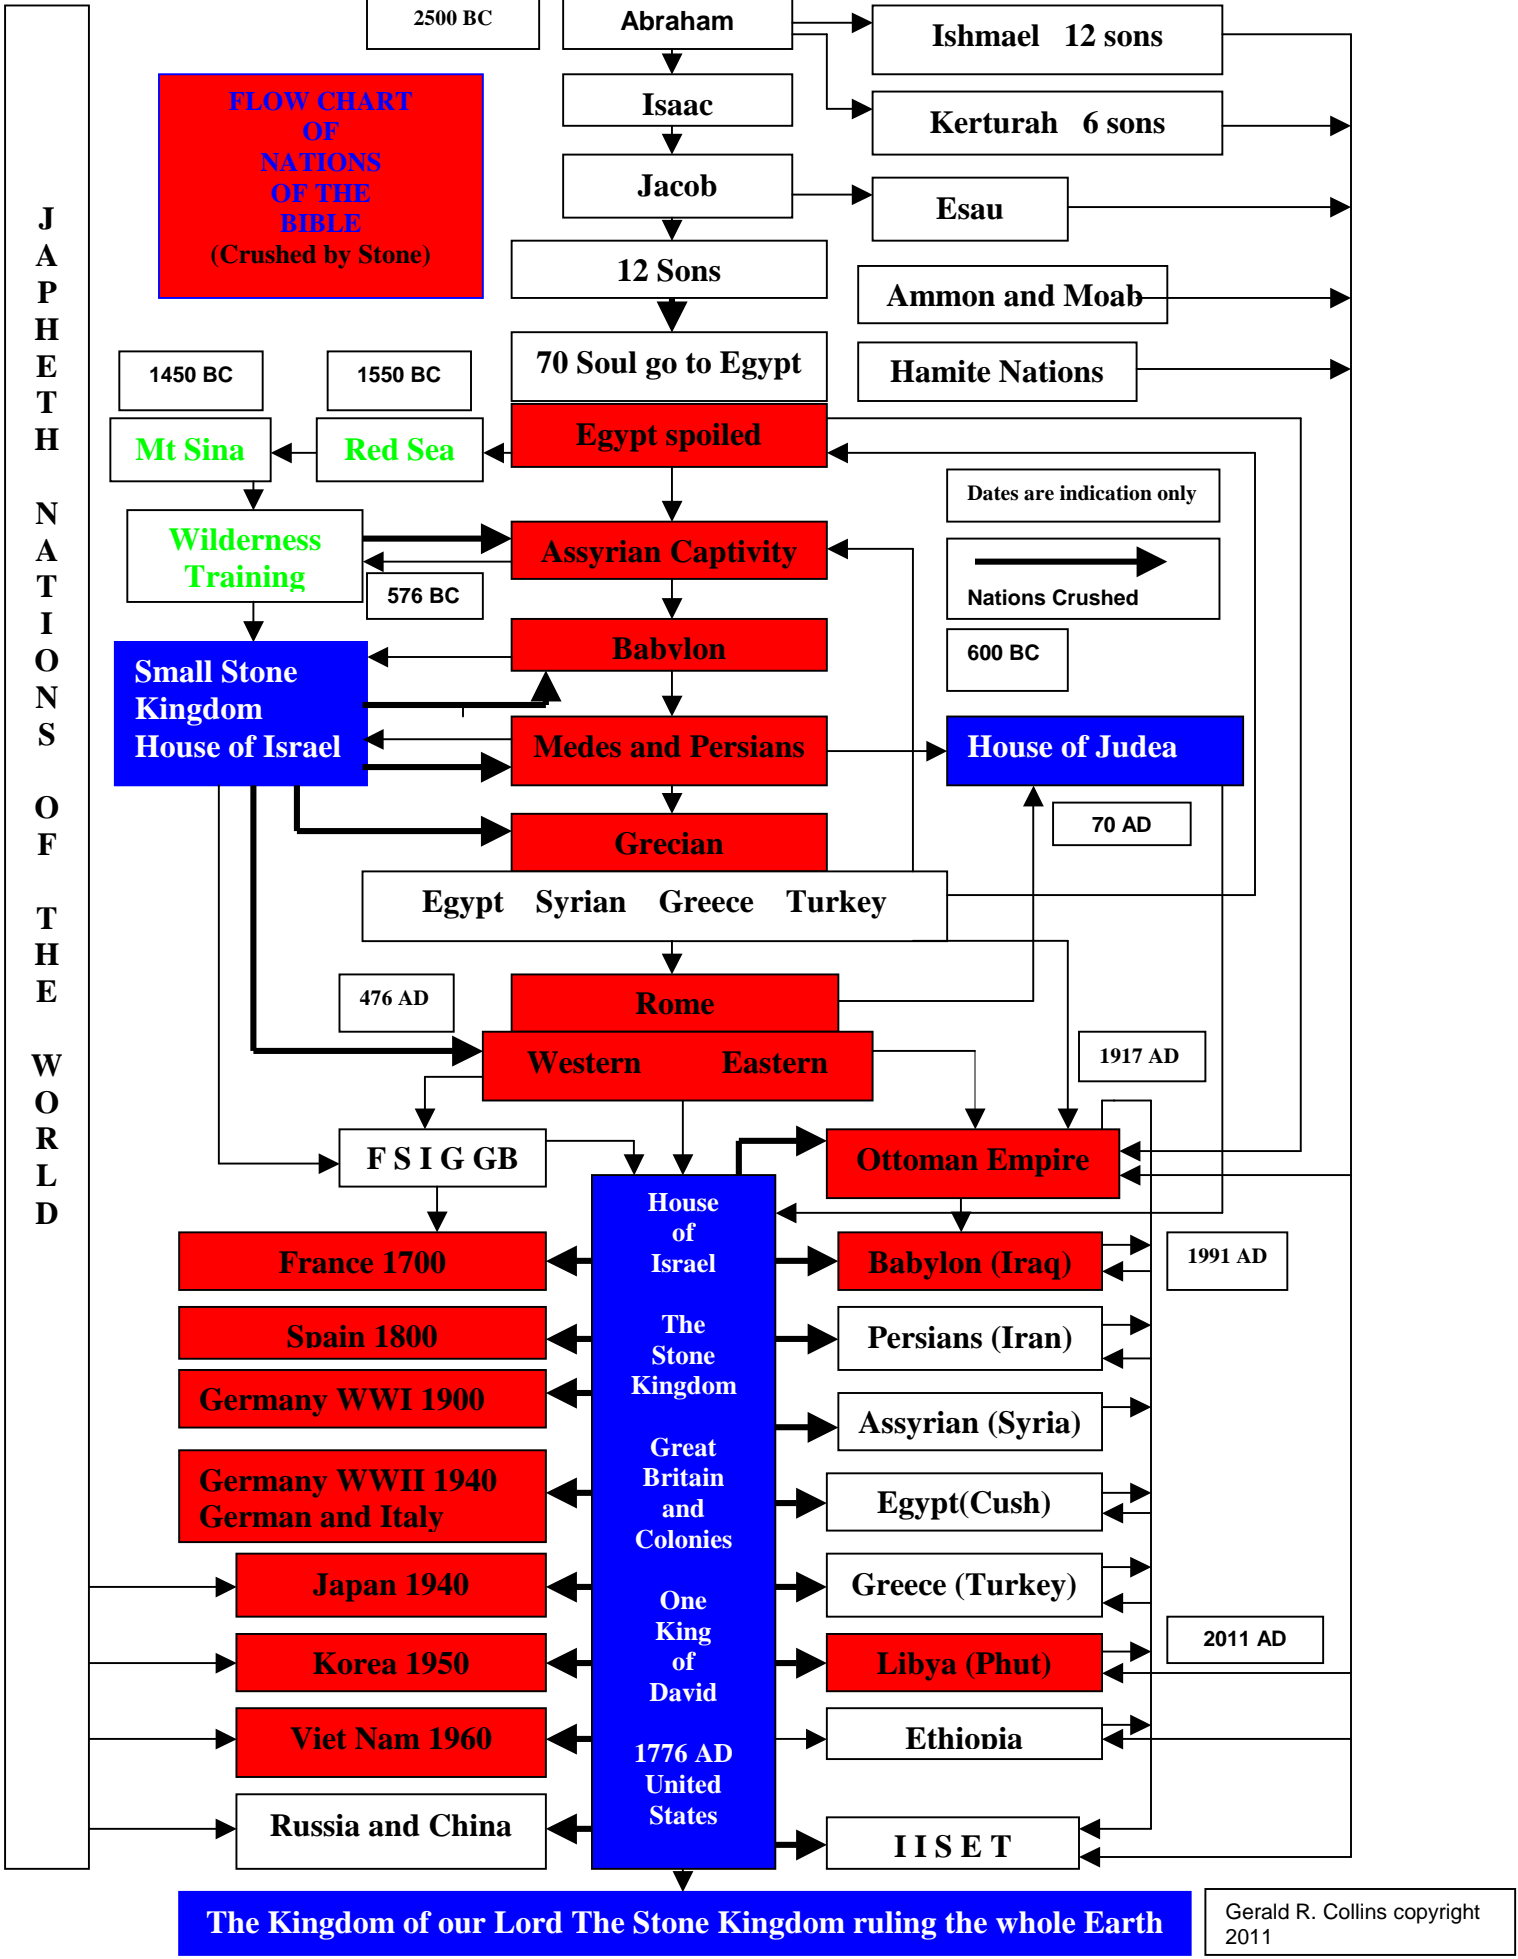 2500 BC
Abraham
Ishmael 12 sons
FLOW CHART
OF
NATIONS
OF THE
BIBLE
(Crushed by Stone)
Isaac
Kerturah 6 sons
Jacob
Esau
12 Sons
Ammon and Moab
70 Soul go to Egypt
Hamite Nations
1450 BC
1550 BC
Mt Sina
Red Sea
Egypt spoiled
Dates are indication only
Wilderness
Training
Assyrian Captivity
Nations Crushed
576 BC
Babylon
600 BC
Small Stone
Kingdom
House of Israel
Medes and Persians
House of Judea
70 AD
Grecian
Egypt Syrian Greece Turkey
476 AD
Rome
Western Eastern
1917 AD
F S I G GB
Ottoman Empire
House
of
Israel
The
Stone
Kingdom
Great
Britain
and
Colonies
One
King
of
David
1776 AD
United
States
France 1700
Babylon (Iraq)
1991 AD
Spain 1800
Persians (Iran)
Germany WWI 1900
Assyrian (Syria)
Germany WWII 1940
German and Italy
Egypt(Cush)
Japan 1940
Greece (Turkey)
2011 AD
Korea 1950
Libya (Phut)
Viet Nam 1960
Ethiopia
Russia and China
I I S E T
JAPHETH NATIONS OF THE WORLD
The Kingdom of our Lord The Stone Kingdom ruling the whole Earth
Gerald R. Collins copyright
2011